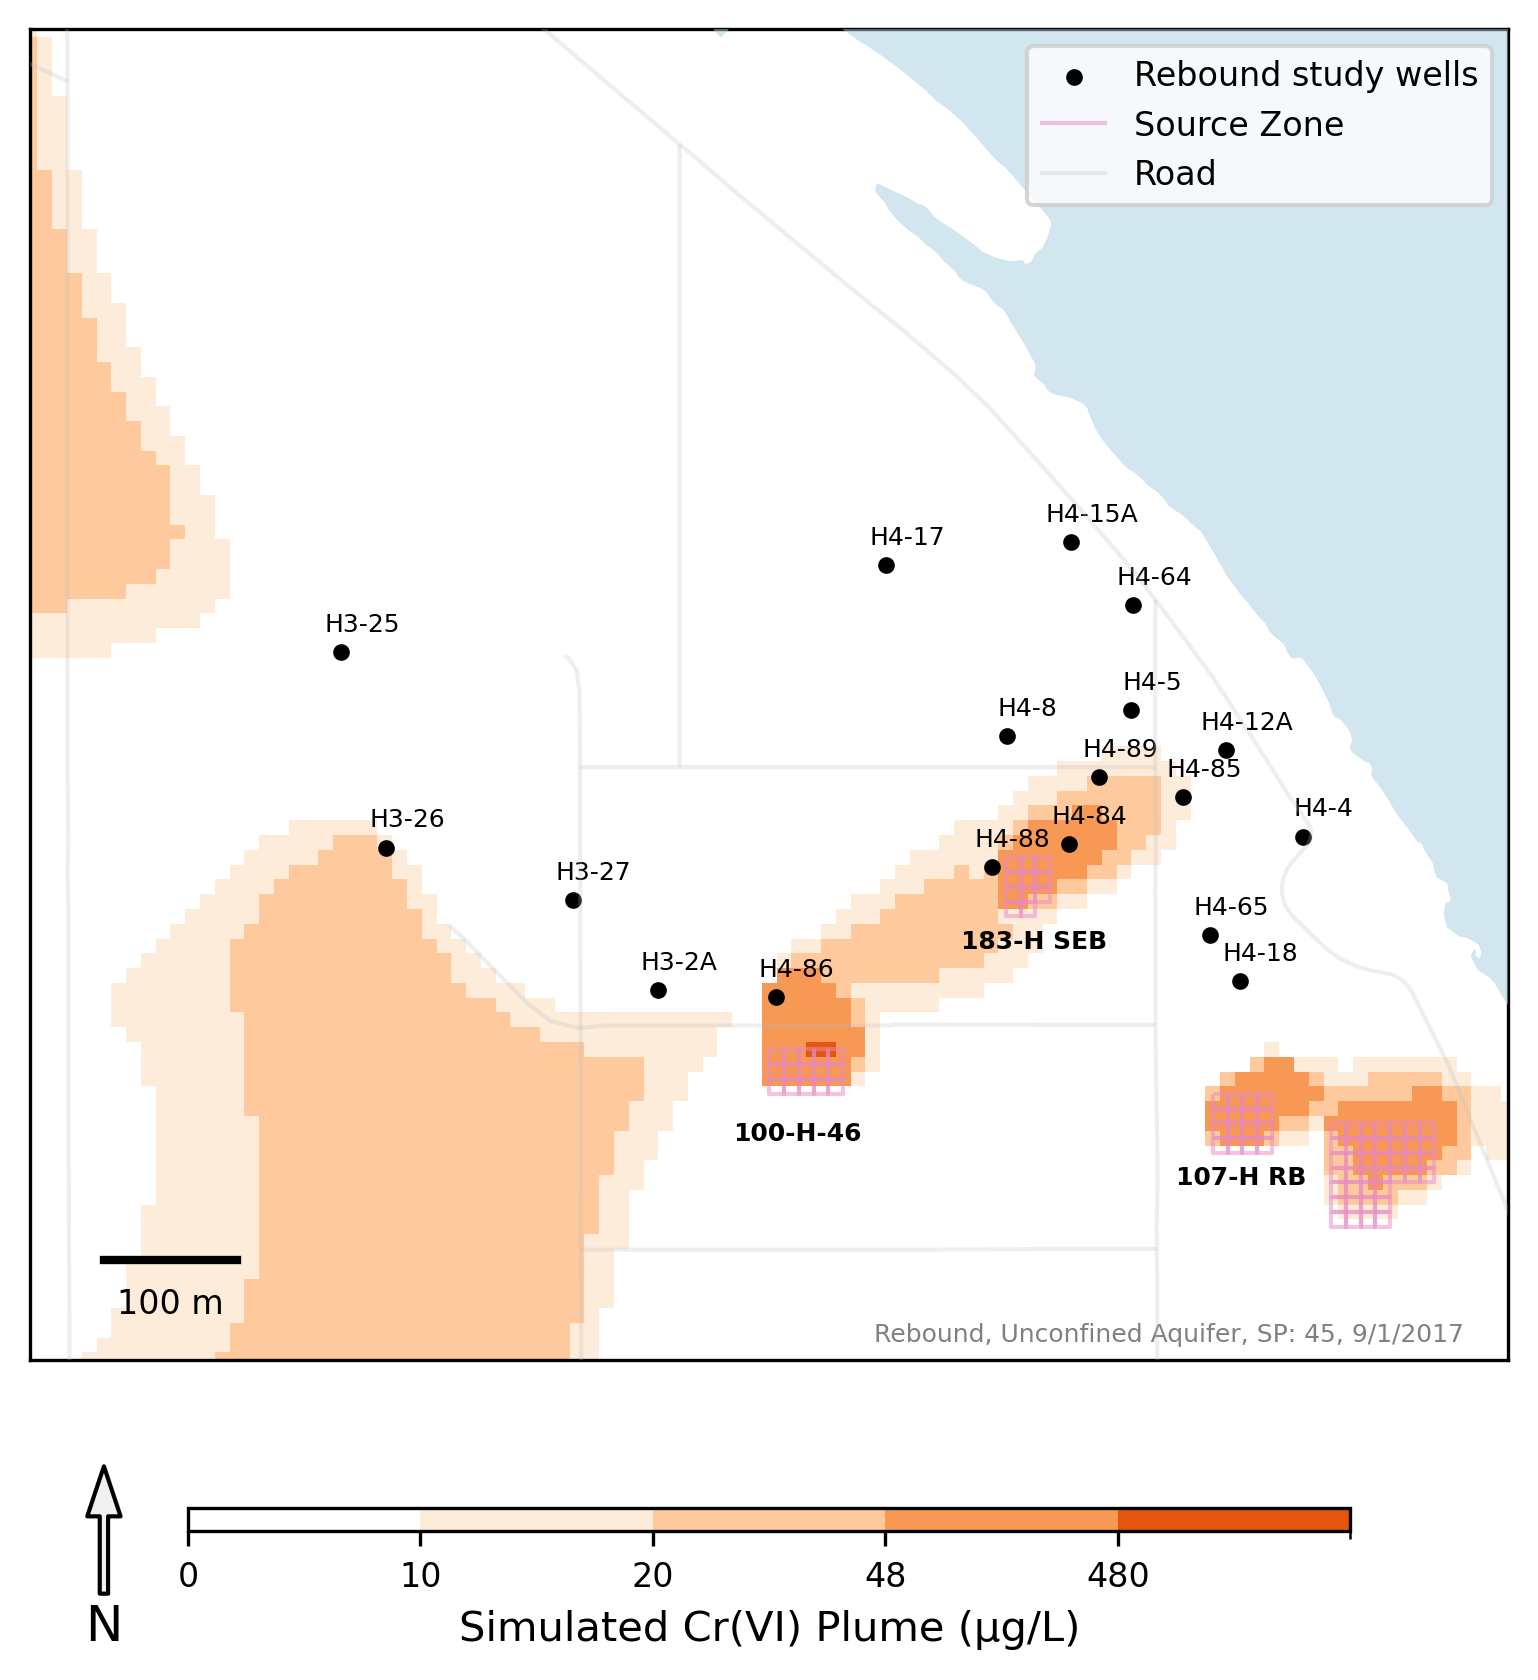 Rebound study wells
Source Zone
Road
H4-15A
H4-17
H4-64
H3-25
H4-5
H4-8
H4-12A
H4-89
H4-85
H4-4
H4-84
H3-26
H4-88
H3-27
H4-65
183-H SEB
H4-18
H3-2A
H4-86
100-H-46
107-H RB
100 m
Rebound, Unconfined Aquifer, SP: 45, 9/1/2017
0 10 20 48 480
N
Simulated Cr(VI) Plume (µg/L)